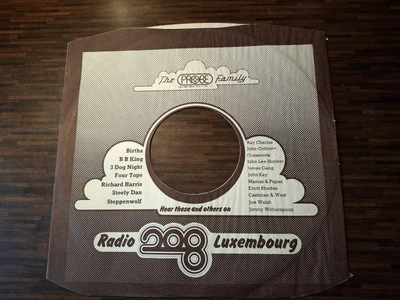 The PROBE Family
Births
B B King
3 Dog Night
Four Tops
Richard Harris
Steely Dan
Steppenwolf
Ray Charles
John Coltrane
Grassroots
John Lee Hooker
James Gang
John Kay
Mamas & Papas
Emitt Rhodes
Cashman & West
Joe Walsh
Jimmy Witherspoon
Hear these and others on
Radio 208 Luxembourg